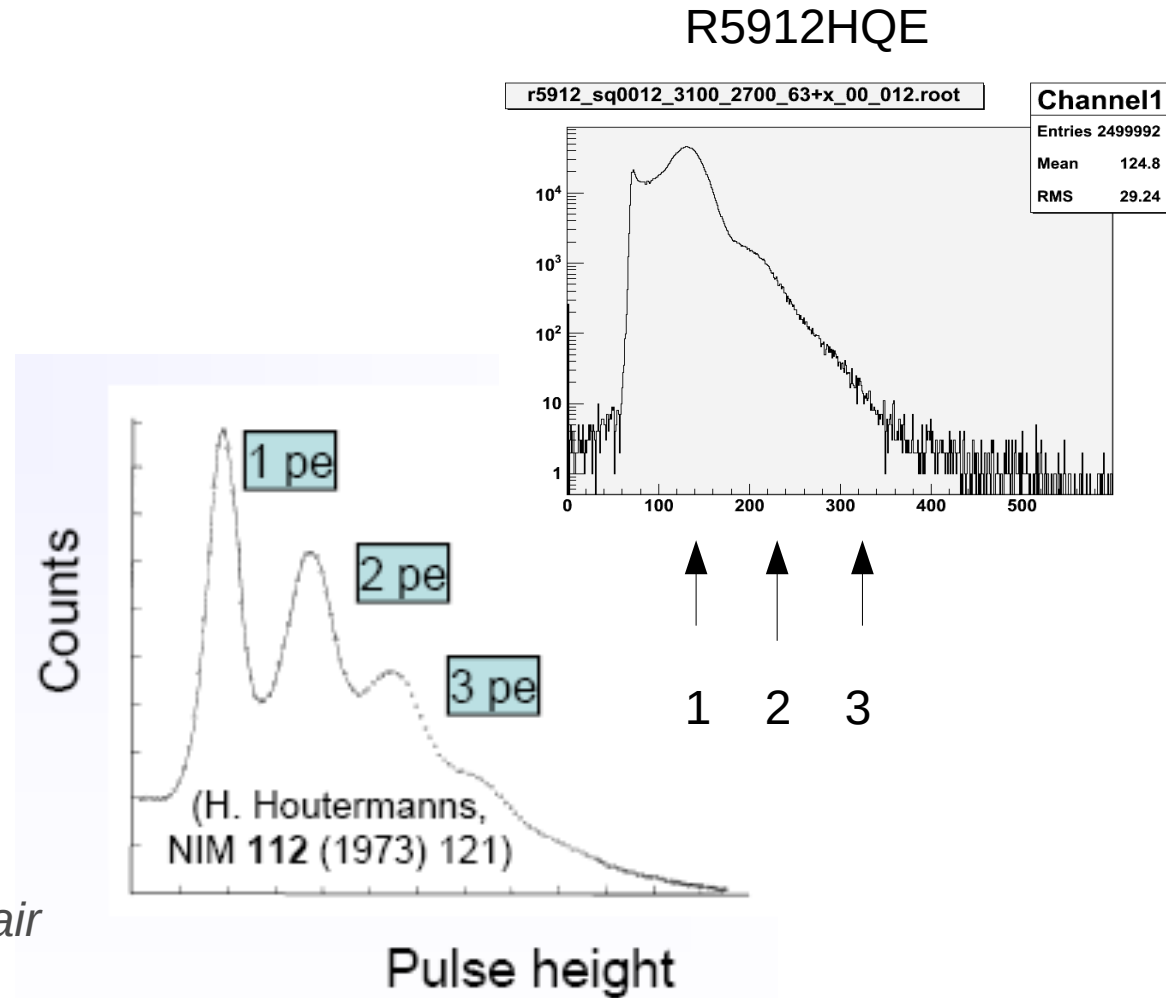 R5912HQE
r5912_sq0012_3100_2700_63+x_00_012.root
Channel1
Entries 2499992
Mean 124.8
RMS 29.24
10⁴
10³
10²
10
1
0 100 200 300 400 500
1 2 3
1 pe
2 pe
3 pe
Counts
(H. Houtermanns,
NIM 112 (1973) 121)
air
Pulse height